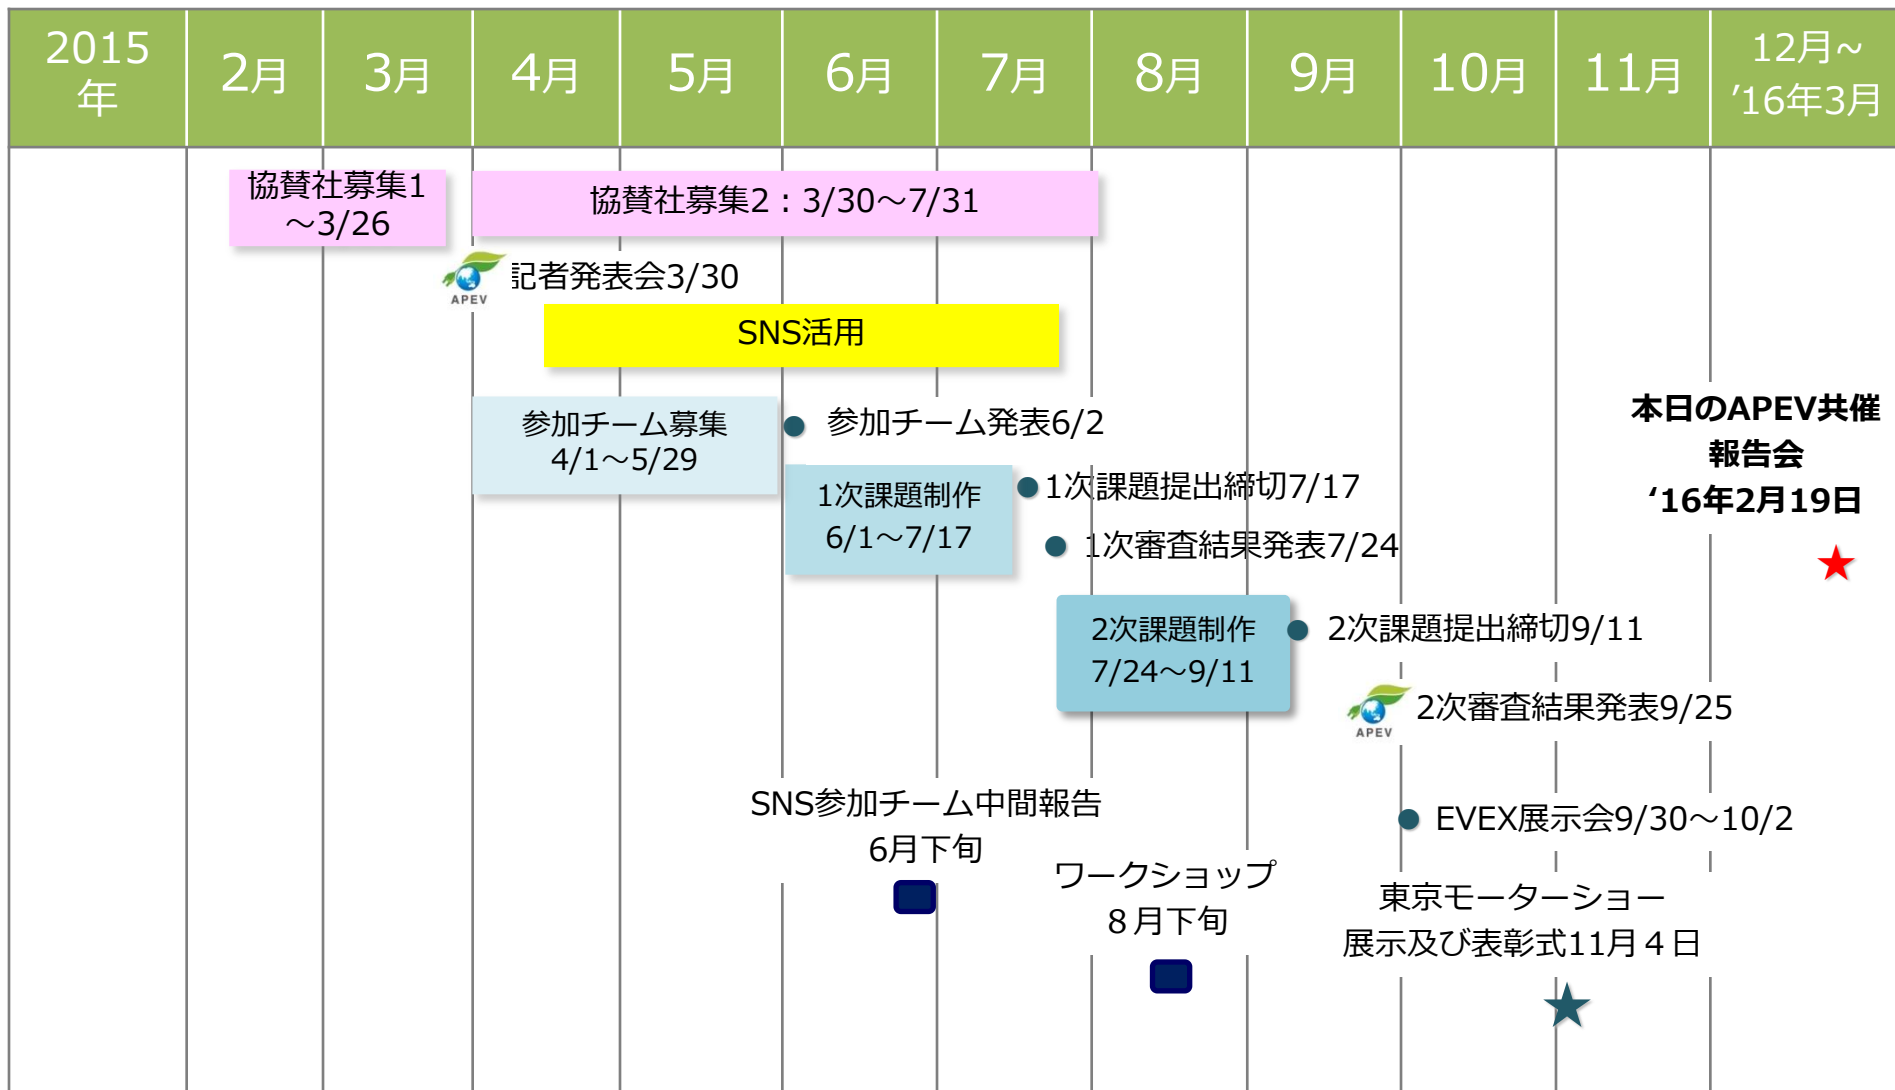 2015
年
2月
3月
4月
5月
6月
7月
8月
9月
10月
11月
12月~
’16年3月
協賛社募集1
～3/26
協賛社募集2：3/30～7/31
APEV
記者発表会3/30
SNS活用
参加チーム募集
4/1～5/29
参加チーム発表6/2
本日のAPEV共催
報告会
‘16年2月19日
1次課題制作
6/1～7/17
1次課題提出締切7/17
1次審査結果発表7/24
2次課題制作
7/24～9/11
2次課題提出締切9/11
APEV
2次審査結果発表9/25
SNS参加チーム中間報告
6月下旬
EVEX展示会9/30～10/2
ワークショップ
８月下旬
東京モーターショー
展示及び表彰式11月４日